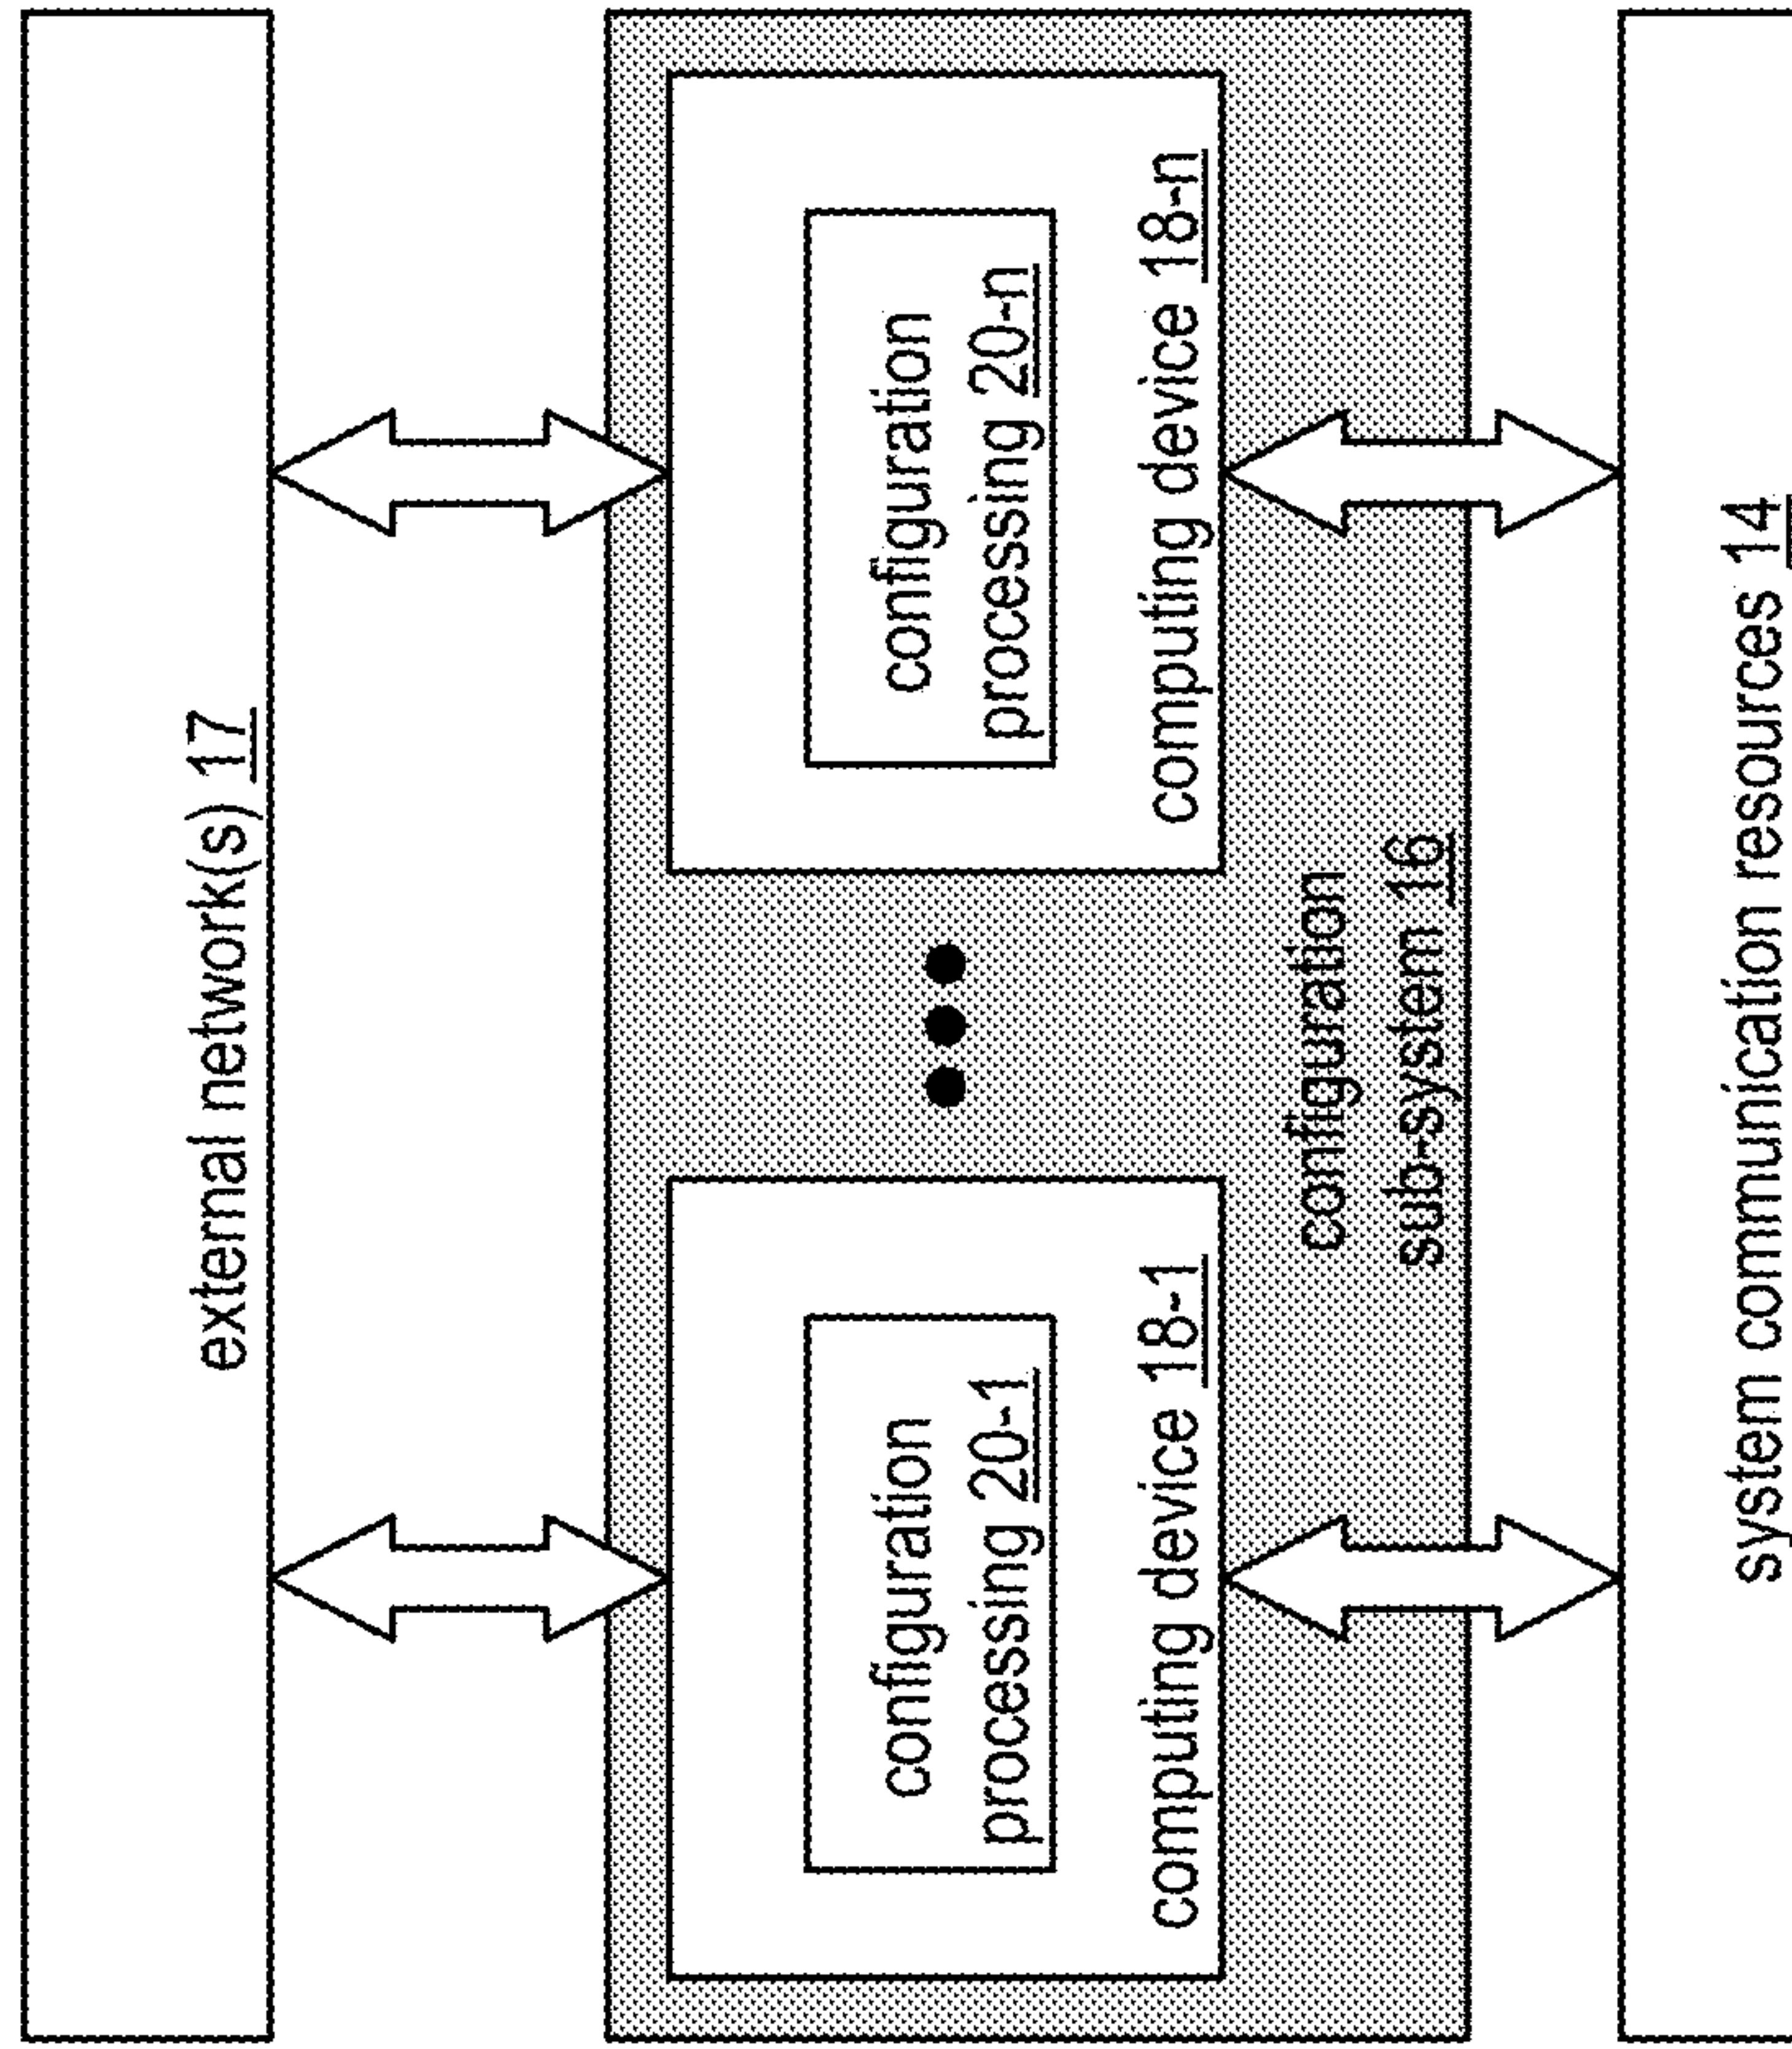 external network(s) 17
configuration
processing 20-1
computing device 18-1
configuration
processing 20-n
computing device 18-n
configuration
sub-system 16
system communication resources 14